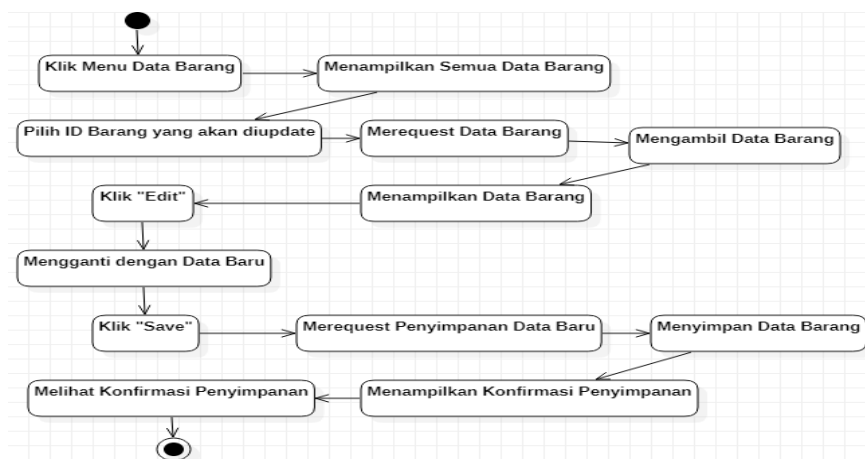 Klik Menu Data Barang
Menampilkan Semua Data Barang
Pilih ID Barang yang akan diupdate
Merequest Data Barang
Mengambil Data Barang
Menampilkan Data Barang
Klik "Edit"
Mengganti dengan Data Baru
Klik "Save"
Merequest Penyimpanan Data Baru
Menyimpan Data Barang
Menampilkan Konfirmasi Penyimpanan
Melihat Konfirmasi Penyimpanan